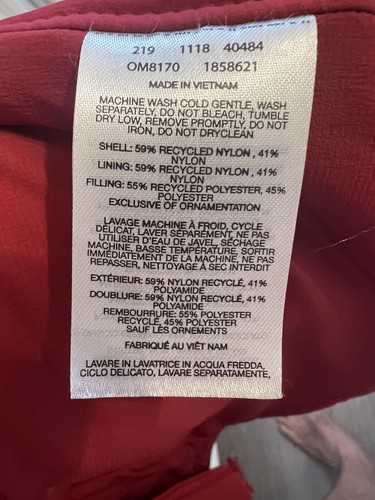 219 1118 40484
OM8170 1858621
MADE IN VIETNAM
MACHINE WASH COLD GENTLE, WASH
SEPARATELY, DO NOT BLEACH, TUMBLE
DRY LOW, REMOVE PROMPTLY, DO NOT
IRON, DO NOT DRYCLEAN
SHELL: 59% RECYCLED NYLON , 41%
NYLON
LINING: 59% RECYCLED NYLON , 41%
NYLON
FILLING: 55% RECYCLED POLYESTER, 45%
POLYESTER
EXCLUSIVE OF ORNAMENTATION
LAVAGE MACHINE À FROID, CYCLE
DÉLICAT, LAVER SÉPARÉMENT, NE PAS
UTILISER D'EAU DE JAVEL, SÉCHAGE
MACHINE, BASSE TEMPÉRATURE, SORTIR
IMMÉDIATEMENT DE LA MACHINE, NE PAS
REPASSER, NETTOYAGE À SEC INTERDIT
EXTÉRIEUR: 59% NYLON RECYCLÉ, 41%
POLYAMIDE
DOUBLURE: 59% NYLON RECYCLÉ, 41%
POLYAMIDE
REMBOURRURE: 55% POLYESTER
RECYCLÉ, 45% POLYESTER
SAUF LES ORNEMENTS
FABRIQUÉ AU VIÊT NAM
LAVARE IN LAVATRICE IN ACQUA FREDDA,
CICLO DELICATO, LAVARE SEPARATAMENTE,